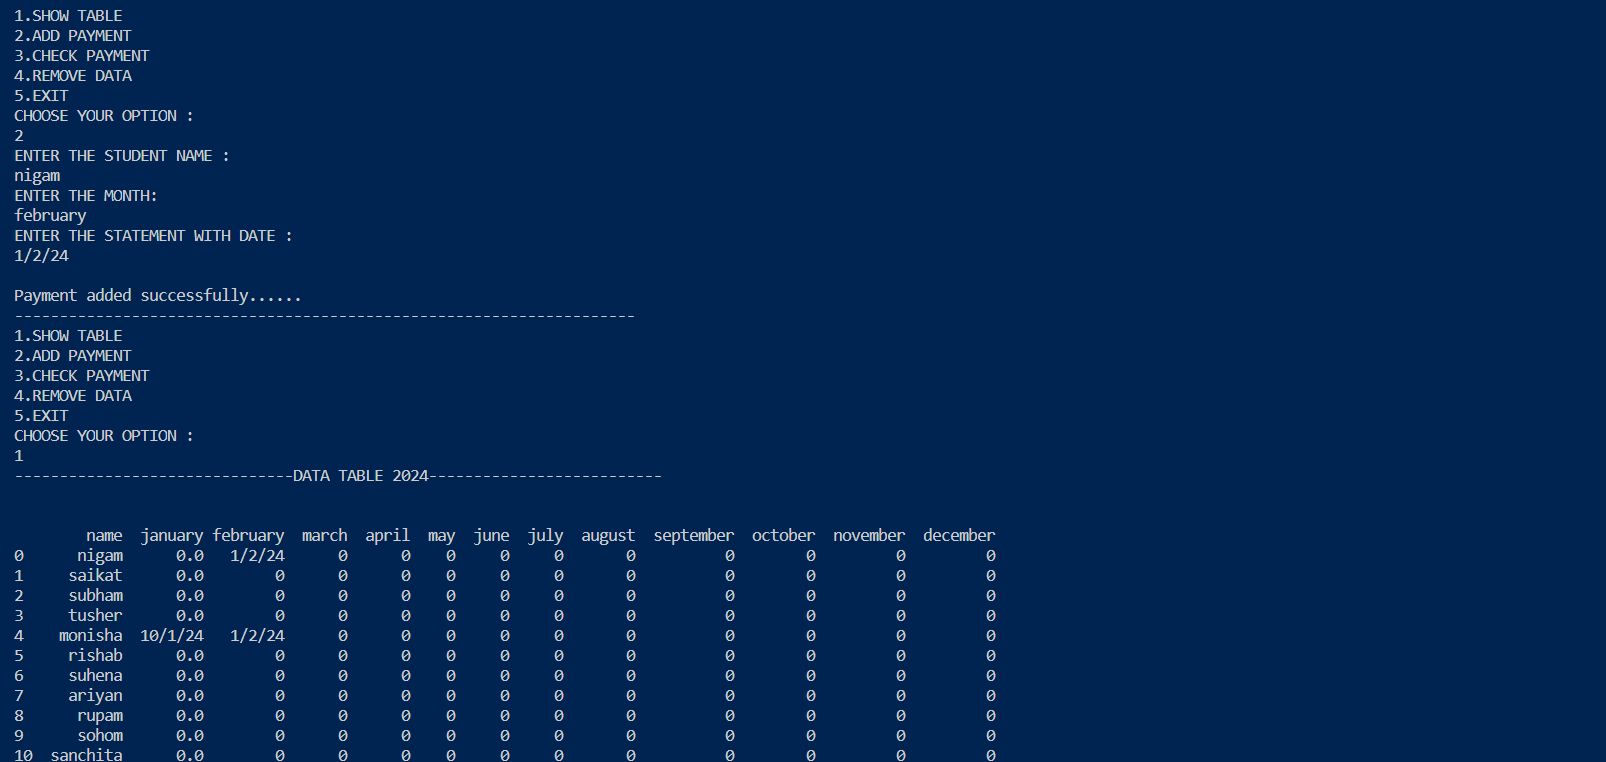 1.SHOW TABLE
2.ADD PAYMENT
3.CHECK PAYMENT
4.REMOVE DATA
5.EXIT
CHOOSE YOUR OPTION :
2
ENTER THE STUDENT NAME :
nigam
ENTER THE MONTH:
february
ENTER THE STATEMENT WITH DATE :
1/2/24
Payment added successfully......
---------------------------------------------------------------------
1.SHOW TABLE
2.ADD PAYMENT
3.CHECK PAYMENT
4.REMOVE DATA
5.EXIT
CHOOSE YOUR OPTION :
1
-------------------------------DATA TABLE 2024--------------------------
name january february march april may june july august september october november december
0 nigam 0.0 1/2/24 0 0 0 0 0 0 0 0 0 0
1 saikat 0.0 0 0 0 0 0 0 0 0 0 0 0
2 subham 0.0 0 0 0 0 0 0 0 0 0 0 0
3 tusher 0.0 0 0 0 0 0 0 0 0 0 0 0
4 monisha 10/1/24 1/2/24 0 0 0 0 0 0 0 0 0 0
5 rishab 0.0 0 0 0 0 0 0 0 0 0 0 0
6 suhena 0.0 0 0 0 0 0 0 0 0 0 0 0
7 ariyan 0.0 0 0 0 0 0 0 0 0 0 0 0
8 rupam 0.0 0 0 0 0 0 0 0 0 0 0 0
9 sohom 0.0 0 0 0 0 0 0 0 0 0 0 0
10 sanchita 0.0 0 0 0 0 0 0 0 0 0 0 0